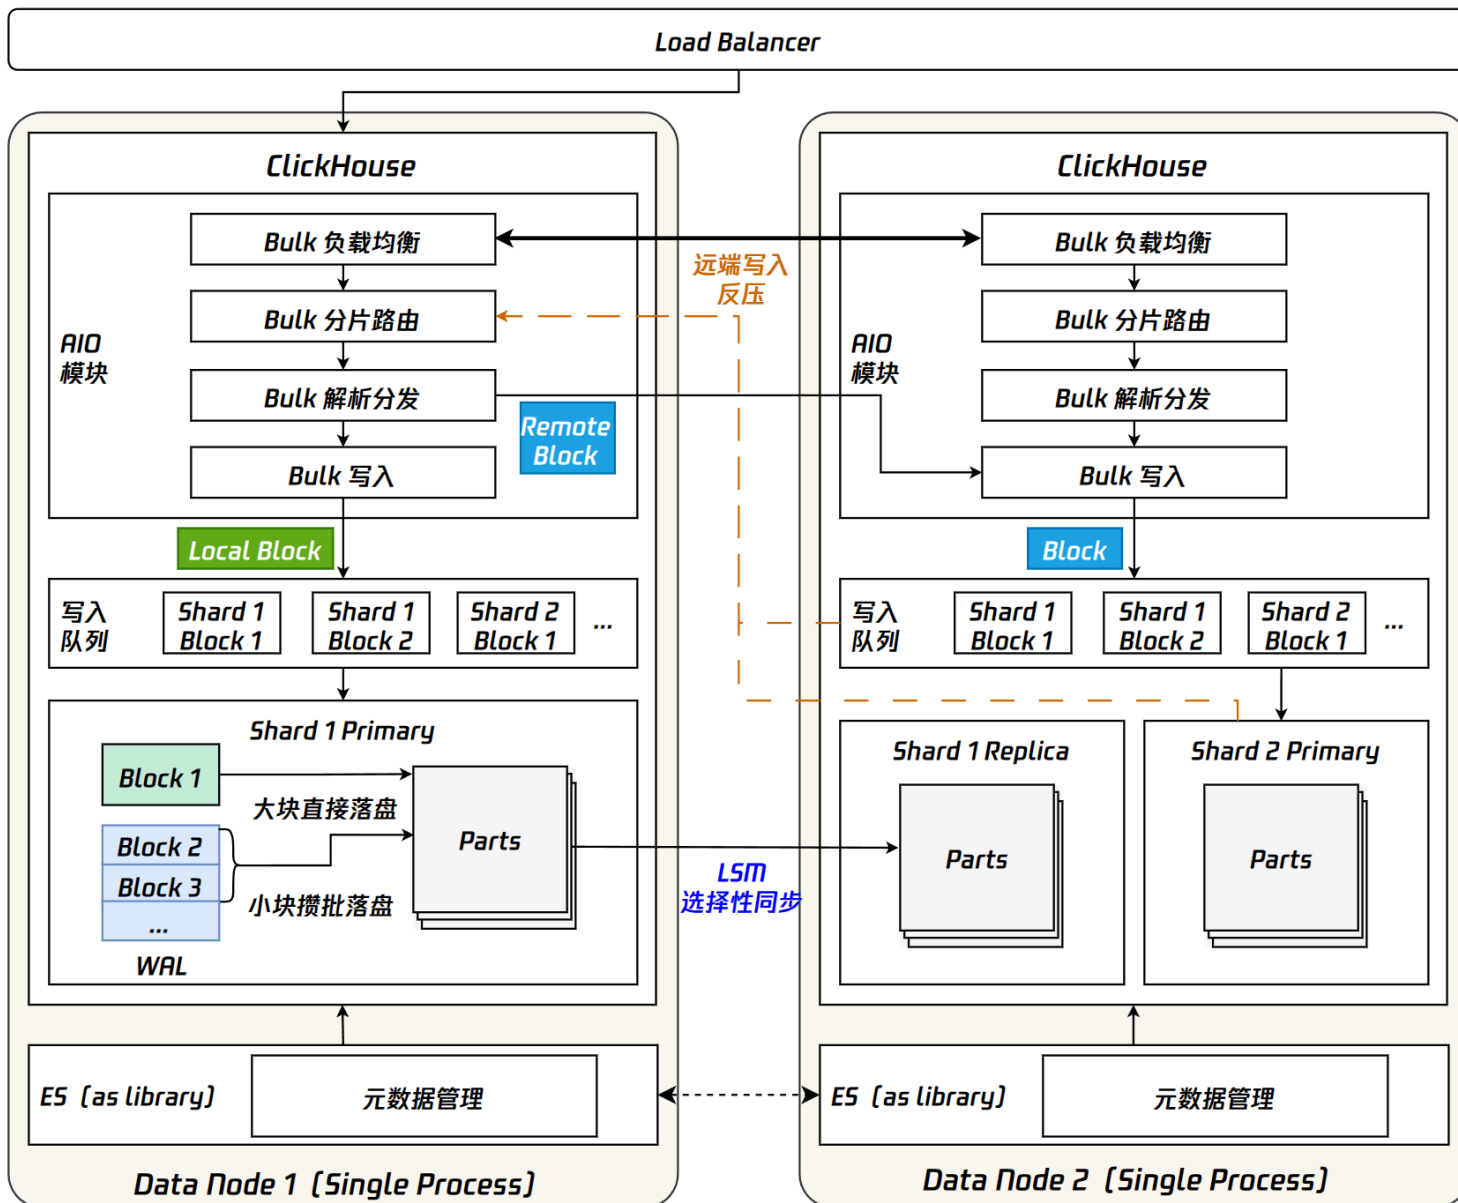 Load Balancer
ClickHouse
AIO
模块
Bulk 负载均衡
Bulk 分片路由
Bulk 解析分发
Bulk 写入
远端写入
反压
Remote
Block
Local Block
写入
队列
Shard 1
Block 1
Shard 1
Block 2
Shard 2
Block 1
...
Shard 1 Primary
Block 1
大块直接落盘
Block 2
Block 3
...
小块攒批落盘
WAL
Parts
LSM
选择性同步
ES (as library)
元数据管理
Data Node 1 (Single Process)
ClickHouse
AIO
模块
Bulk 负载均衡
Bulk 分片路由
Bulk 解析分发
Bulk 写入
Block
写入
队列
Shard 1
Block 1
Shard 1
Block 2
Shard 2
Block 1
...
Shard 1 Replica
Parts
Shard 2 Primary
Parts
ES (as library)
元数据管理
Data Node 2 (Single Process)